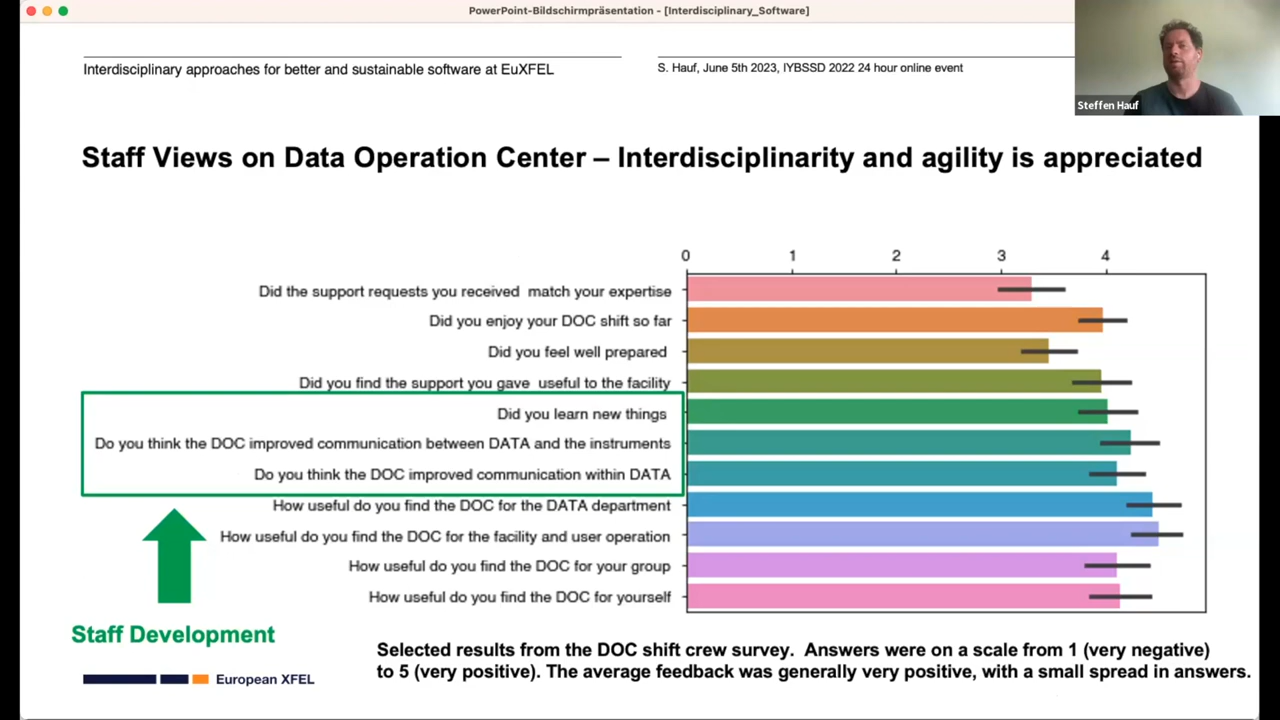 PowerPoint-Bildschirmpräsentation - [Interdisciplinary_Software]
Interdisciplinary approaches for better and sustainable software at EuXFEL
S. Hauf, June 5th 2023, IYBSSD 2022 24 hour online event
Steffen Hauf
Staff Views on Data Operation Center – Interdisciplinarity and agility is appreciated
0 1 2 3 4
Did the support requests you received match your expertise
Did you enjoy your DOC shift so far
Did you feel well prepared
Did you find the support you gave useful to the facility
Did you learn new things
Do you think the DOC improved communication between DATA and the instruments
Do you think the DOC improved communication within DATA
How useful do you find the DOC for the DATA department
How useful do you find the DOC for the facility and user operation
How useful do you find the DOC for your group
How useful do you find the DOC for yourself
Staff Development
Selected results from the DOC shift crew survey. Answers were on a scale from 1 (very negative)
to 5 (very positive). The average feedback was generally very positive, with a small spread in answers.
European XFEL